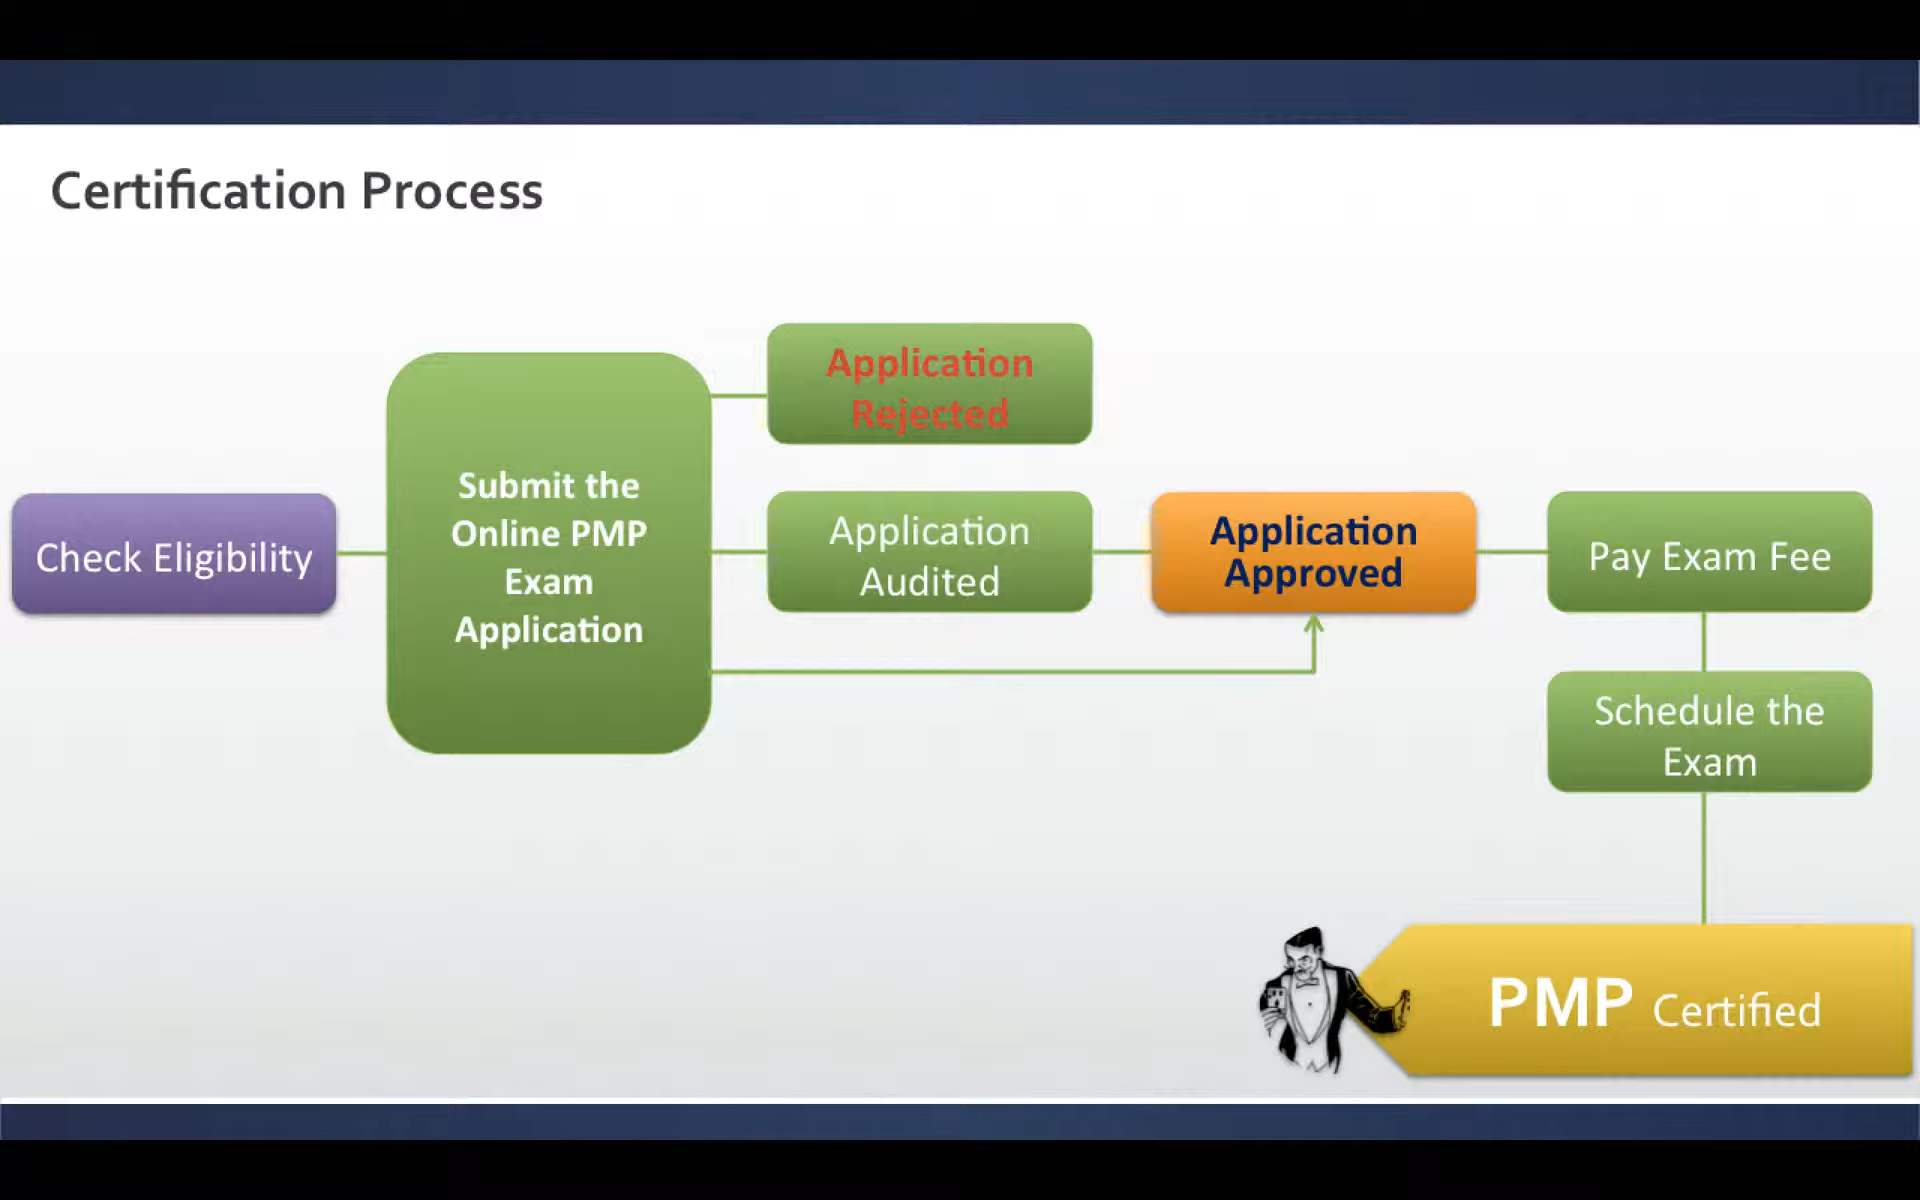 Certification Process
Check Eligibility
Submit the
Online PMP
Exam
Application
Application
Rejected
Application
Audited
Application
Approved
Pay Exam Fee
Schedule the
Exam
PMP Certified